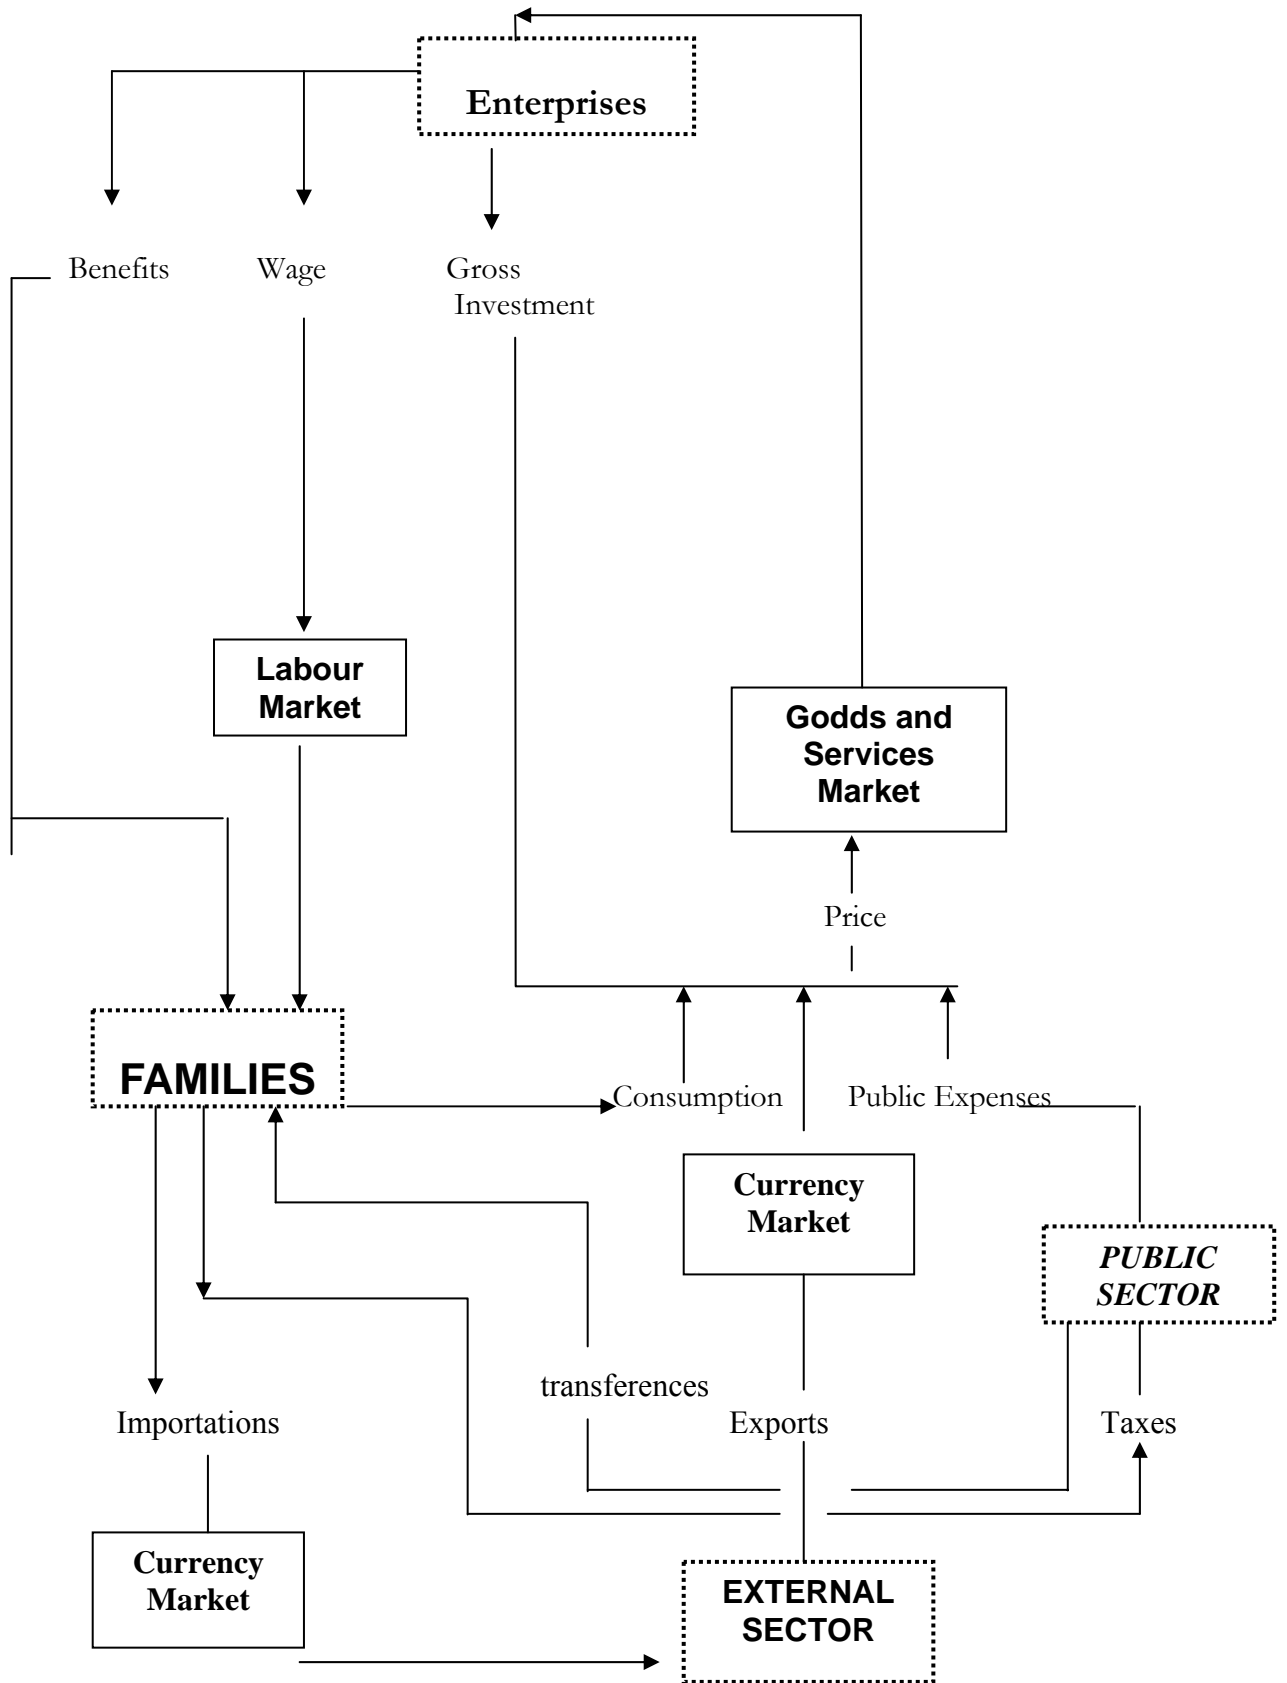 Enterprises
Benefits
Wage
Gross
Investment
Labour
Market
Godds and
Services
Market
Price
FAMILIES
Consumption
Public Expenses
Currency
Market
PUBLIC
SECTOR
transferences
Importations
Exports
Taxes
Currency
Market
EXTERNAL
SECTOR